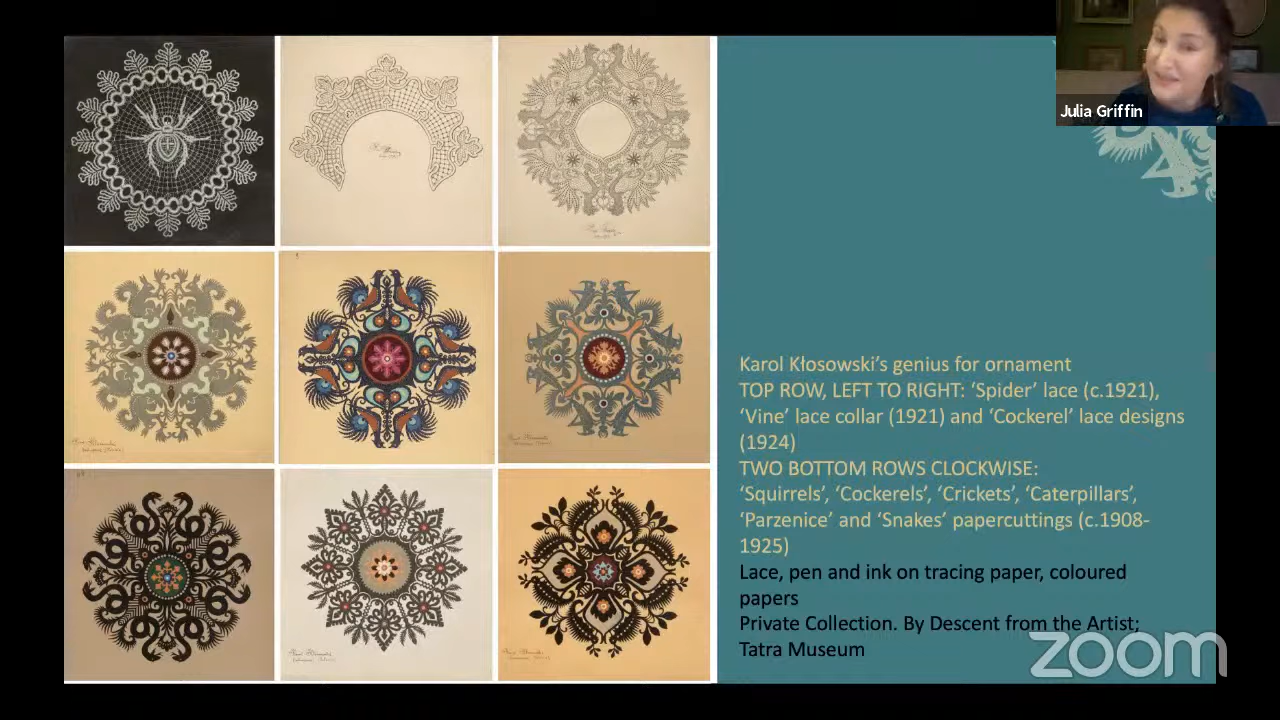 Julia Griffin
Karol Kłosowski’s genius for ornament
TOP ROW, LEFT TO RIGHT: ‘Spider’ lace (c.1921),
‘Vine’ lace collar (1921) and ‘Cockerel’ lace designs
(1924)
TWO BOTTOM ROWS CLOCKWISE:
‘Squirrels’, ‘Cockerels’, ‘Crickets’, ‘Caterpillars’,
‘Parzenice’ and ‘Snakes’ papercuttings (c.1908-
1925)
Lace, pen and ink on tracing paper, coloured
papers
Private Collection. By Descent from the Artist;
Tatra Museum
zoom